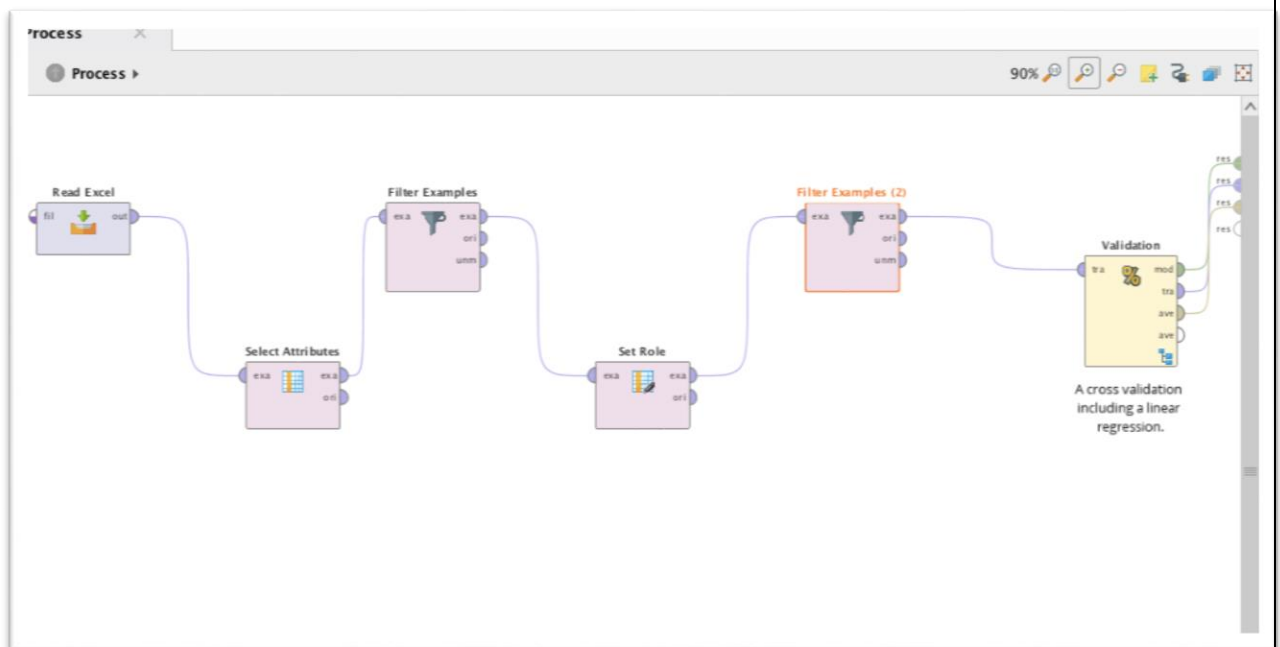 Process
Process
90%
Read Excel
fil
out
Select Attributes
exa
exa
ori
Filter Examples
exa
exa
ori
unm
Set Role
exa
exa
ori
Filter Examples (2)
exa
exa
ori
unm
Validation
tra
mod
tra
ave
ave
A cross validation
including a linear
regression.
res
res
res
res